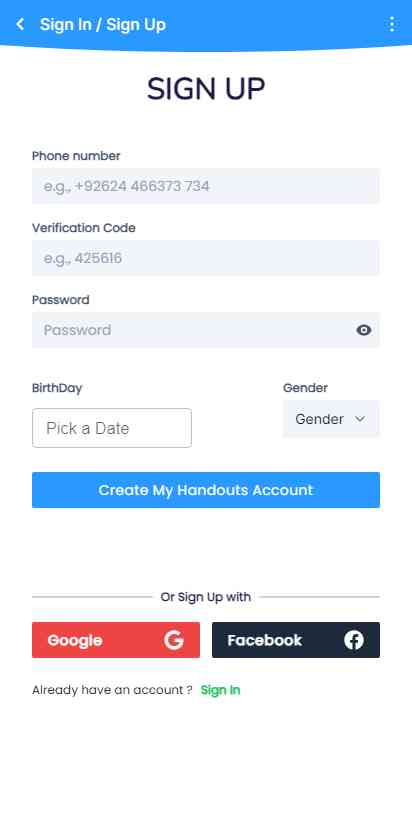 Sign In / Sign Up
SIGN UP
Phone number
e.g., +92624 466373 734
Verification Code
e.g., 425616
Password
Password
BirthDay
Gender
Pick a Date
Gender
Create My Handouts Account
Or Sign Up with
Google
Facebook
Already have an account ? Sign In